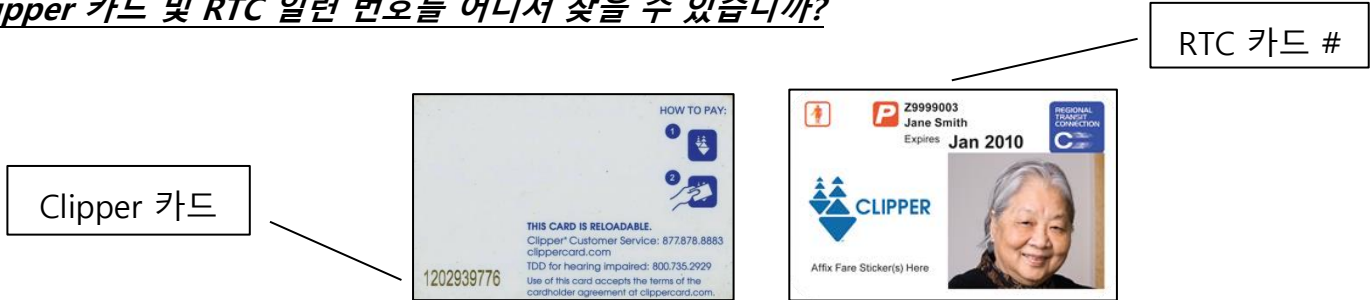 pper 카드 및 RTC 일련 번호를 어디서 찾을 수 있습니까?
RTC 카드 #
Clipper 카드
HOW TO PAY:
1
2
THIS CARD IS RELOADABLE.
Clipper® Customer Service: 877.878.8883
clippercard.com
TDD for hearing impaired: 800.735.2929
Use of this card accepts the terms of the
cardholder agreement at clippercard.com.
1202939776
P
Z9999003
Jane Smith
Expires Jan 2010
REGIONAL
TRANSIT
CONNECTION
C
CLIPPER
Affix Fare Sticker(s) Here